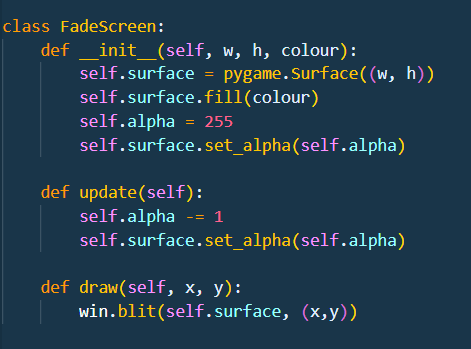 class FadeScreen:
    def __init__(self, w, h, colour):
        self.surface = pygame.Surface((w, h))
        self.surface.fill(colour)
        self.alpha = 255
        self.surface.set_alpha(self.alpha)
    def update(self):
        self.alpha -= 1
        self.surface.set_alpha(self.alpha)
    def draw(self, x, y):
        win.blit(self.surface, (x,y))